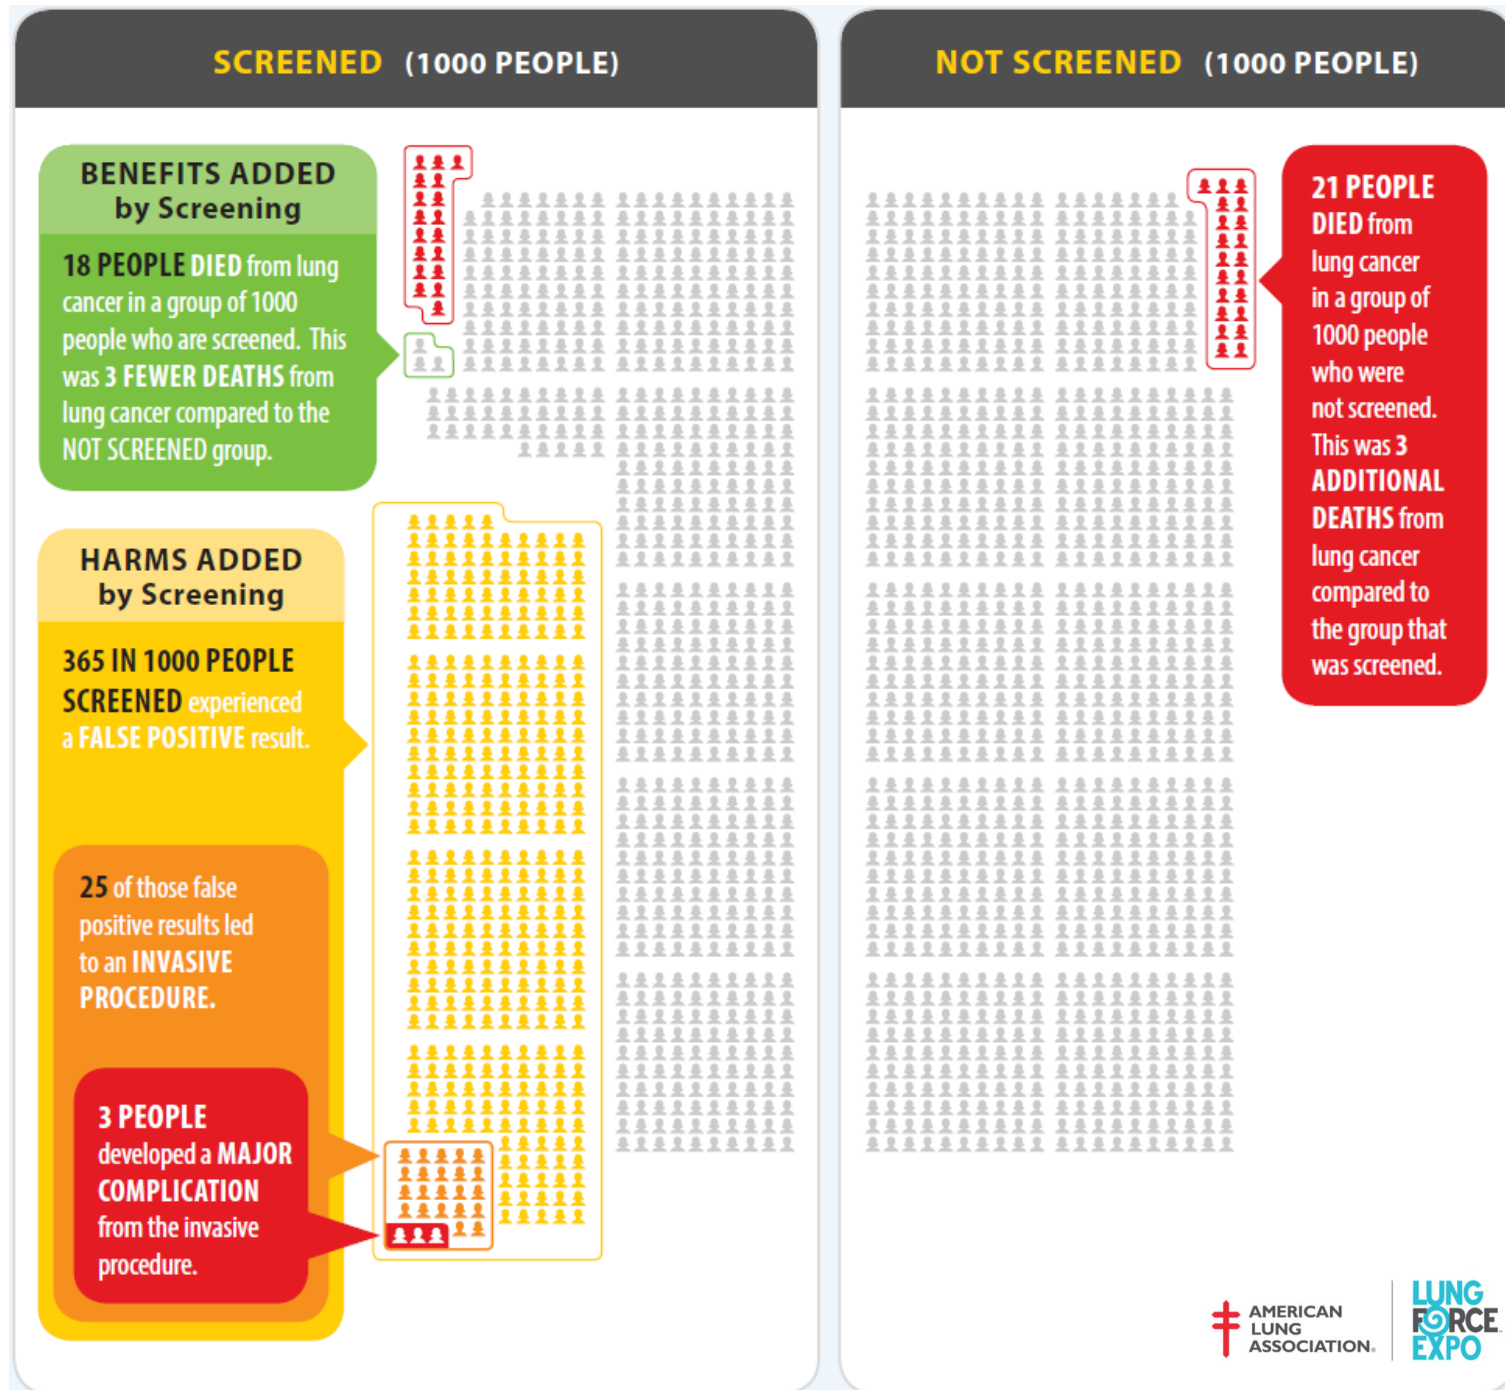 SCREENED (1000 PEOPLE)
BENEFITS ADDED
by Screening
18 PEOPLE DIED from lung
cancer in a group of 1000
people who are screened. This
was 3 FEWER DEATHS from
lung cancer compared to the
NOT SCREENED group.
HARMS ADDED
by Screening
365 IN 1000 PEOPLE
SCREENED experienced
a FALSE POSITIVE result.
25 of those false
positive results led
to an INVASIVE
PROCEDURE.
3 PEOPLE
developed a MAJOR
COMPLICATION
from the invasive
procedure.
NOT SCREENED (1000 PEOPLE)
21 PEOPLE
DIED from
lung cancer
in a group of
1000 people
who were
not screened.
This was 3
ADDITIONAL
DEATHS from
lung cancer
compared to
the group that
was screened.
AMERICAN
LUNG
ASSOCIATION®
LUNG
FORCE
EXPO